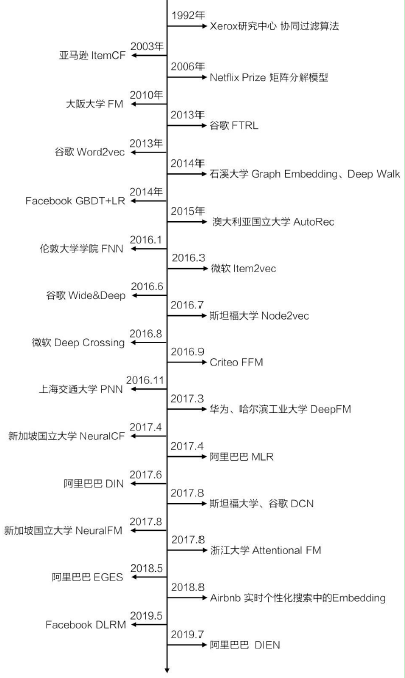 1992年
Xerox研究中心 协同过滤算法
2003年
亚马逊 ItemCF
2006年
Netflix Prize 矩阵分解模型
2010年
大阪大学 FM
2013年
谷歌 FTRL
2013年
谷歌 Word2vec
2014年
石溪大学 Graph Embedding、Deep Walk
2014年
Facebook GBDT+LR
2015年
澳大利亚国立大学 AutoRec
2016.1
伦敦大学学院 FNN
2016.3
微软 Item2vec
2016.6
谷歌 Wide&Deep
2016.7
斯坦福大学 Node2vec
2016.8
微软 Deep Crossing
2016.9
Criteo FFM
2016.11
上海交通大学 PNN
2017.3
华为、哈尔滨工业大学 DeepFM
2017.4
新加坡国立大学 NeuralCF
2017.4
阿里巴巴 MLR
2017.6
阿里巴巴 DIN
2017.8
斯坦福大学、谷歌 DCN
2017.8
新加坡国立大学 NeuralFM
2017.8
浙江大学 Attentional FM
2018.5
阿里巴巴 EGES
2018.8
Airbnb 实时个性化搜索中的Embedding
2019.5
Facebook DLRM
2019.7
阿里巴巴 DIEN